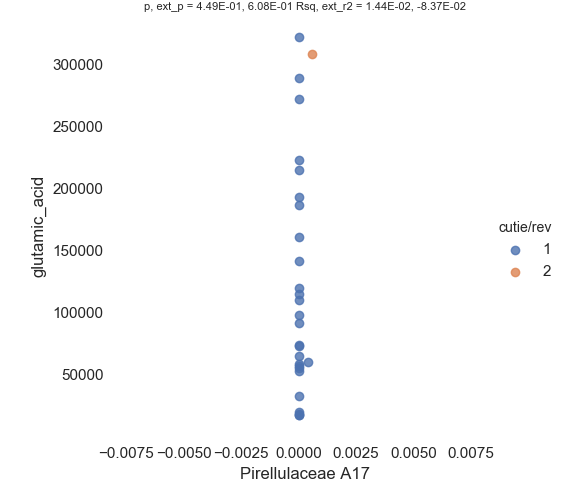 p, ext_p = 4.49E-01, 6.08E-01 Rsq, ext_r2 = 1.44E-02, -8.37E-02
300000
250000
200000
150000
100000
50000
glutamic_acid
cutie/rev
1
2
−0.0075 −0.0050 −0.0025 0.0000 0.0025 0.0050 0.0075
Pirellulaceae A17